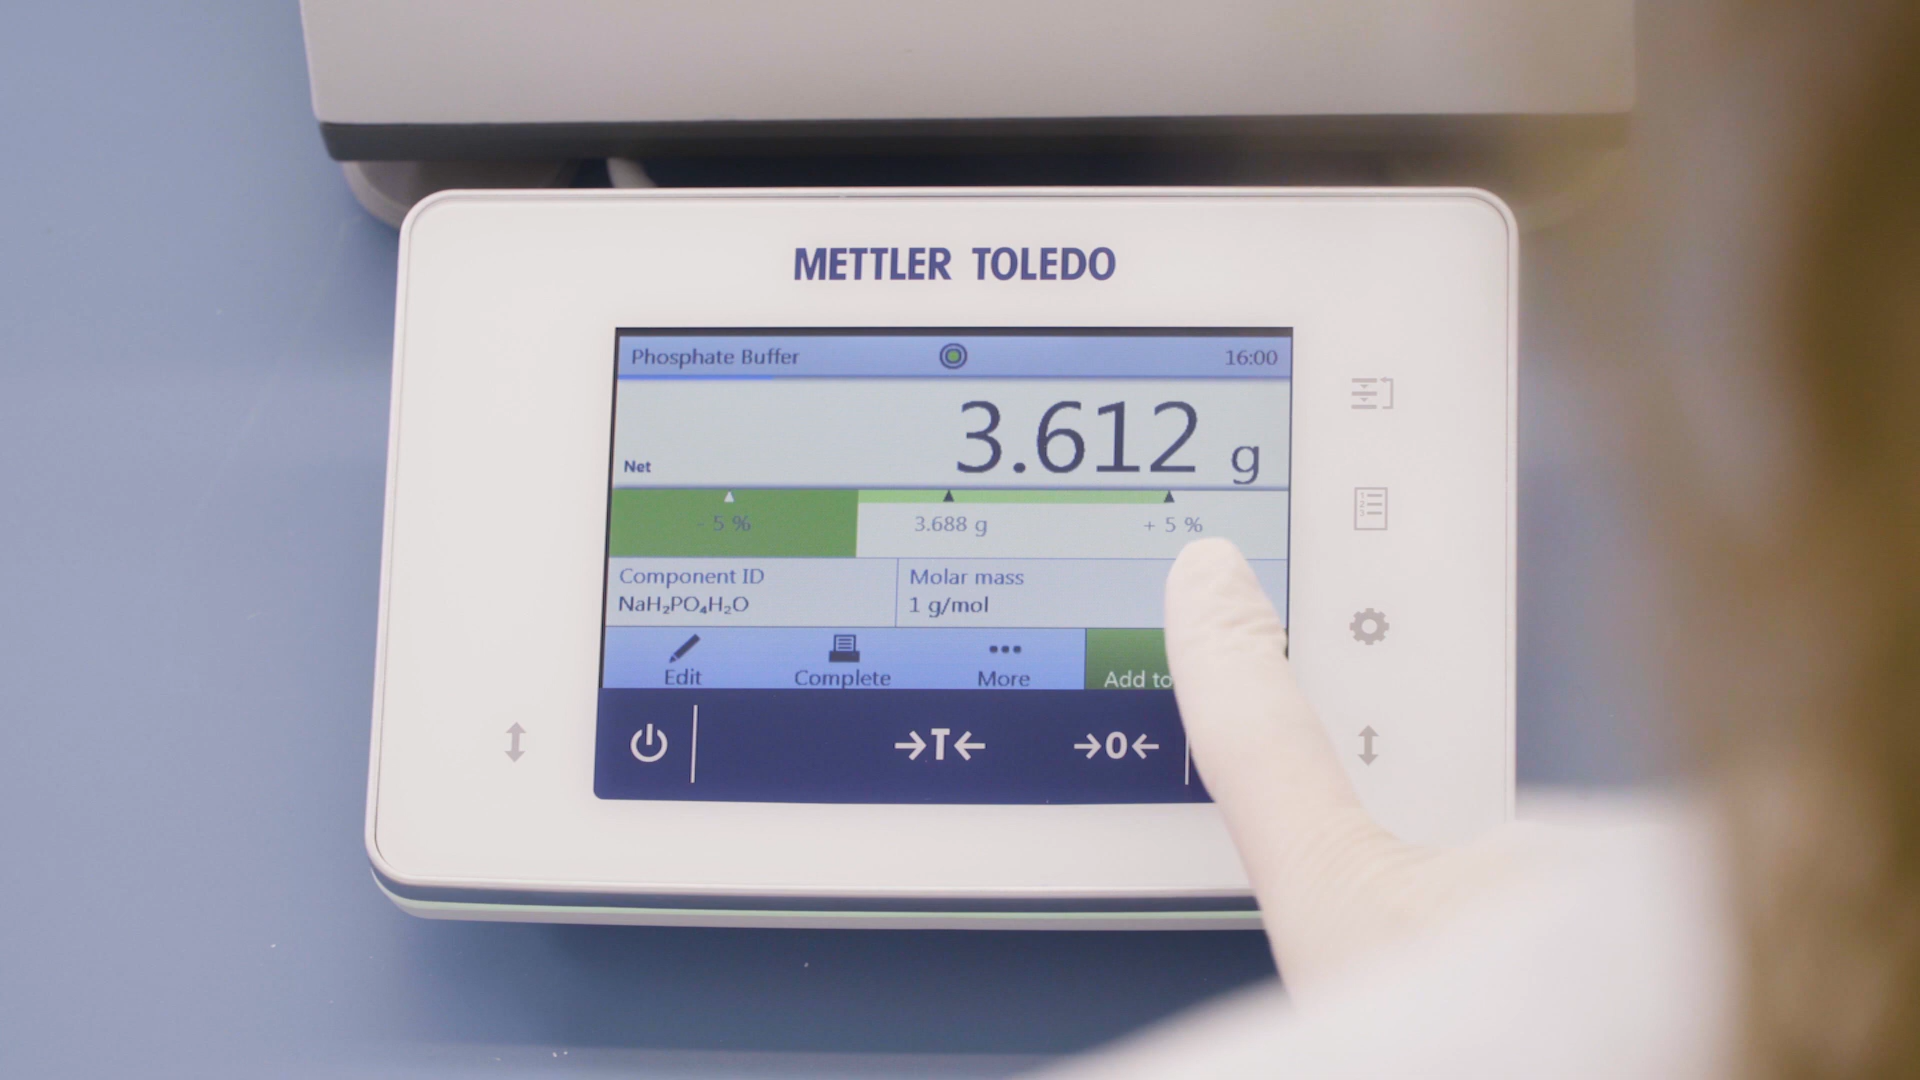 METTLER TOLEDO
Phosphate Buffer 16:00
3.612 g
Net
- 5 % 3.688 g + 5 %
Component ID Molar mass
NaH₂PO₄H₂O 1 g/mol
Edit Complete More Add to
→T← →0←